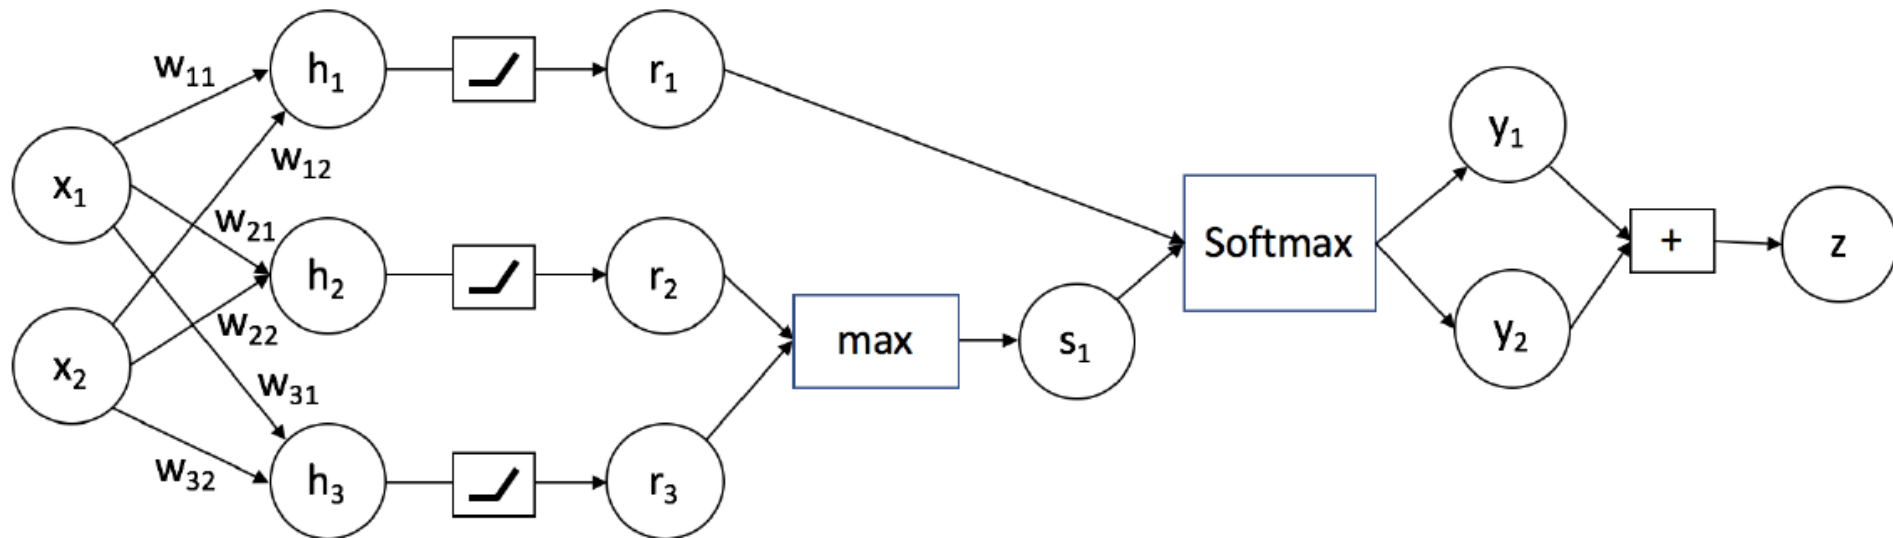 w₁₁
h₁
r₁
x₁
w₁₂
y₁
w₂₁
h₂
r₂
Softmax
+
z
x₂
w₂₂
max
s₁
y₂
w₃₁
w₃₂
h₃
r₃